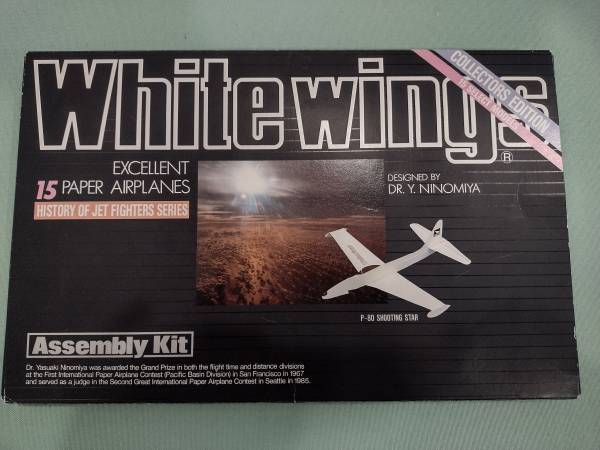 White wings
®
COLLECTORS EDITION
15 SELECT MODELS
EXCELLENT
15 PAPER AIRPLANES
HISTORY OF JET FIGHTERS SERIES
DESIGNED BY
DR. Y. NINOMIYA
P-80 SHOOTING STAR
Assembly Kit
Dr. Yasuaki Ninomiya was awarded the Grand Prize in both the flight time and distance divisions
at the First International Paper Airplane Contest (Pacific Basin Division) in San Francisco in 1967
and served as a judge in the Second Great International Paper Airplane Contest in Seattle in 1985.